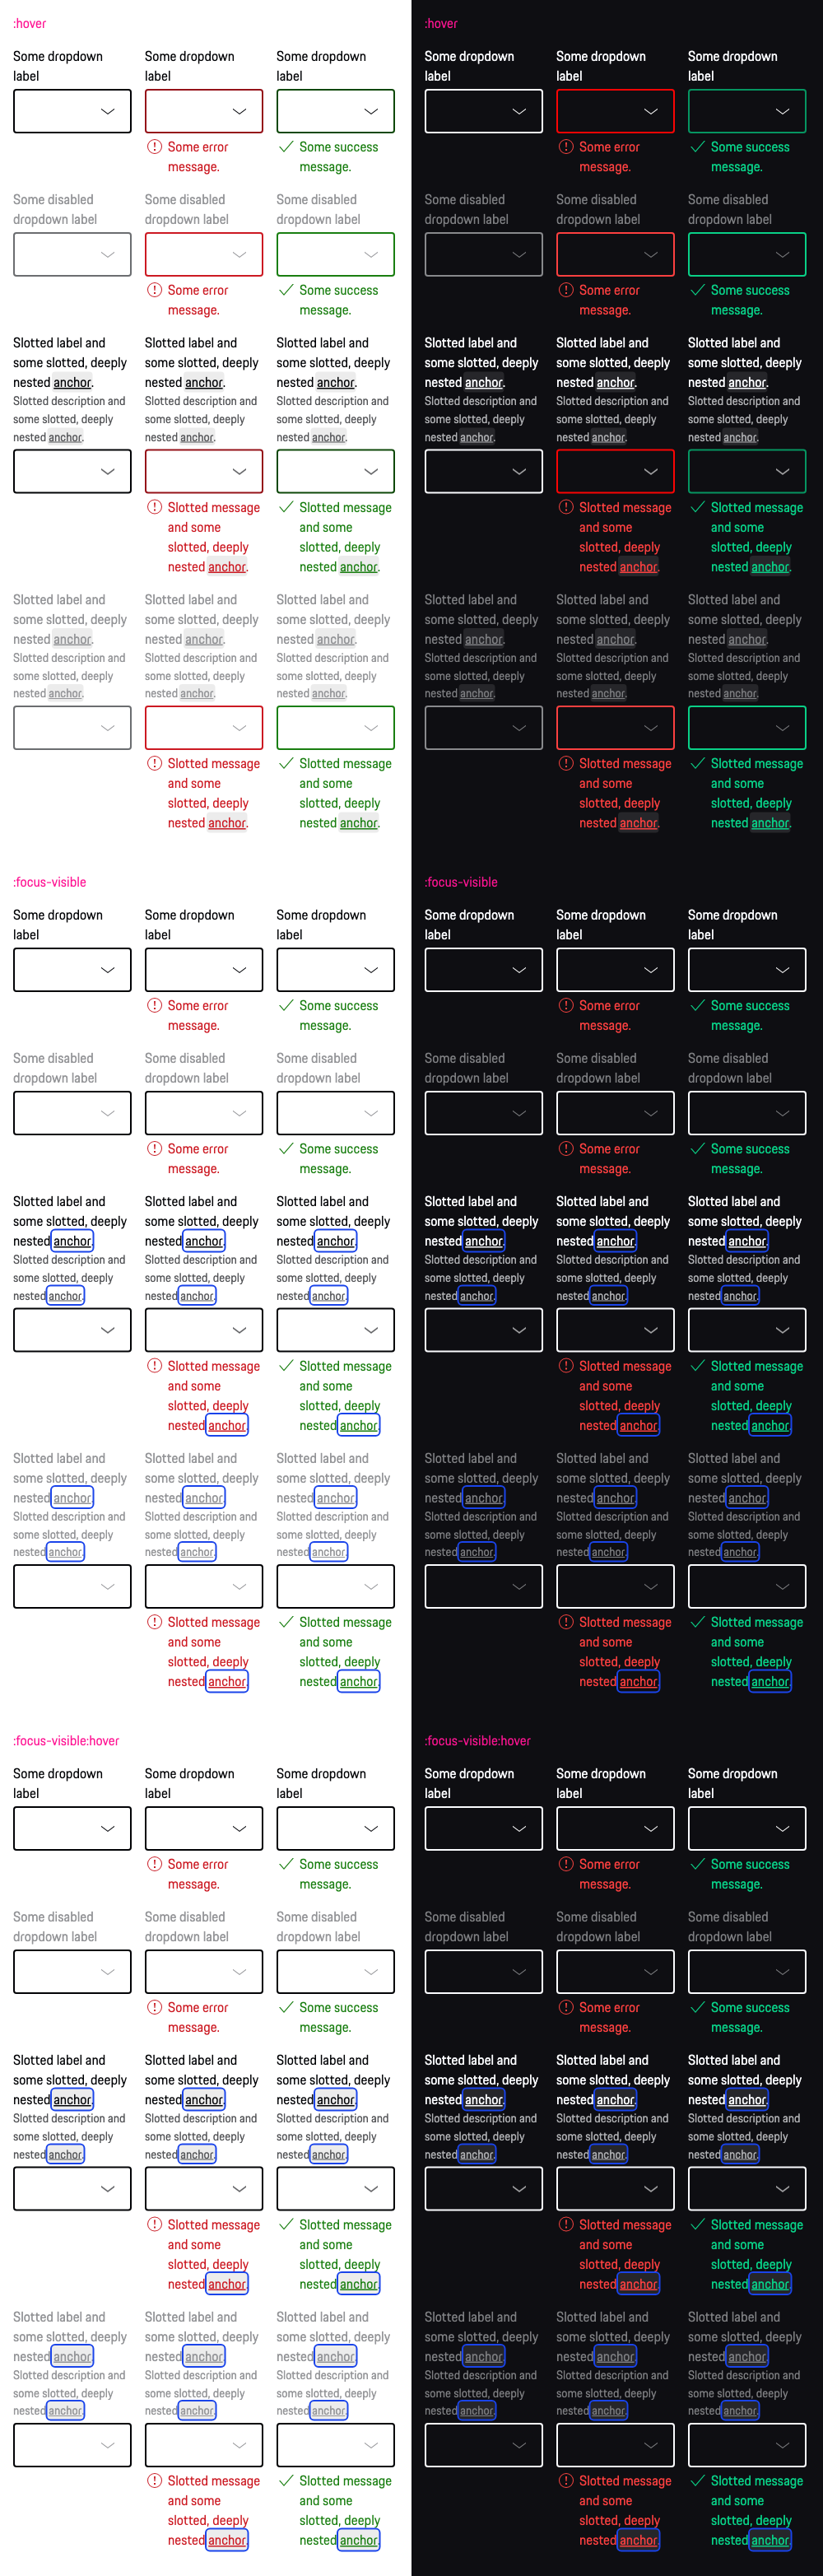 :hover
Some dropdown
label
Some dropdown
label
Some error
message.
Some dropdown
label
Some success
message.
Some disabled
dropdown label
Some disabled
dropdown label
Some error
message.
Some disabled
dropdown label
Some success
message.
Slotted label and
some slotted, deeply
nested anchor.
Slotted description and
some slotted, deeply
nested anchor.
Slotted label and
some slotted, deeply
nested anchor.
Slotted description and
some slotted, deeply
nested anchor.
Slotted message
and some
slotted, deeply
nested anchor.
Slotted label and
some slotted, deeply
nested anchor.
Slotted description and
some slotted, deeply
nested anchor.
Slotted message
and some
slotted, deeply
nested anchor.
Slotted label and
some slotted, deeply
nested anchor.
Slotted description and
some slotted, deeply
nested anchor.
Slotted label and
some slotted, deeply
nested anchor.
Slotted description and
some slotted, deeply
nested anchor.
Slotted message
and some
slotted, deeply
nested anchor.
Slotted label and
some slotted, deeply
nested anchor.
Slotted description and
some slotted, deeply
nested anchor.
Slotted message
and some
slotted, deeply
nested anchor.
:focus-visible
Some dropdown
label
Some dropdown
label
Some error
message.
Some dropdown
label
Some success
message.
Some disabled
dropdown label
Some disabled
dropdown label
Some error
message.
Some disabled
dropdown label
Some success
message.
Slotted label and
some slotted, deeply
nested anchor.
Slotted description and
some slotted, deeply
nested anchor.
Slotted label and
some slotted, deeply
nested anchor.
Slotted description and
some slotted, deeply
nested anchor.
Slotted message
and some
slotted, deeply
nested anchor.
Slotted label and
some slotted, deeply
nested anchor.
Slotted description and
some slotted, deeply
nested anchor.
Slotted message
and some
slotted, deeply
nested anchor.
Slotted label and
some slotted, deeply
nested anchor.
Slotted description and
some slotted, deeply
nested anchor.
Slotted label and
some slotted, deeply
nested anchor.
Slotted description and
some slotted, deeply
nested anchor.
Slotted message
and some
slotted, deeply
nested anchor.
Slotted label and
some slotted, deeply
nested anchor.
Slotted description and
some slotted, deeply
nested anchor.
Slotted message
and some
slotted, deeply
nested anchor.
:focus-visible:hover
Some dropdown
label
Some dropdown
label
Some error
message.
Some dropdown
label
Some success
message.
Some disabled
dropdown label
Some disabled
dropdown label
Some error
message.
Some disabled
dropdown label
Some success
message.
Slotted label and
some slotted, deeply
nested anchor.
Slotted description and
some slotted, deeply
nested anchor.
Slotted label and
some slotted, deeply
nested anchor.
Slotted description and
some slotted, deeply
nested anchor.
Slotted message
and some
slotted, deeply
nested anchor.
Slotted label and
some slotted, deeply
nested anchor.
Slotted description and
some slotted, deeply
nested anchor.
Slotted message
and some
slotted, deeply
nested anchor.
Slotted label and
some slotted, deeply
nested anchor.
Slotted description and
some slotted, deeply
nested anchor.
Slotted label and
some slotted, deeply
nested anchor.
Slotted description and
some slotted, deeply
nested anchor.
Slotted message
and some
slotted, deeply
nested anchor.
Slotted label and
some slotted, deeply
nested anchor.
Slotted description and
some slotted, deeply
nested anchor.
Slotted message
and some
slotted, deeply
nested anchor.
:hover
Some dropdown
label
Some dropdown
label
Some error
message.
Some dropdown
label
Some success
message.
Some disabled
dropdown label
Some disabled
dropdown label
Some error
message.
Some disabled
dropdown label
Some success
message.
Slotted label and
some slotted, deeply
nested anchor.
Slotted description and
some slotted, deeply
nested anchor.
Slotted label and
some slotted, deeply
nested anchor.
Slotted description and
some slotted, deeply
nested anchor.
Slotted message
and some
slotted, deeply
nested anchor.
Slotted label and
some slotted, deeply
nested anchor.
Slotted description and
some slotted, deeply
nested anchor.
Slotted message
and some
slotted, deeply
nested anchor.
Slotted label and
some slotted, deeply
nested anchor.
Slotted description and
some slotted, deeply
nested anchor.
Slotted label and
some slotted, deeply
nested anchor.
Slotted description and
some slotted, deeply
nested anchor.
Slotted message
and some
slotted, deeply
nested anchor.
Slotted label and
some slotted, deeply
nested anchor.
Slotted description and
some slotted, deeply
nested anchor.
Slotted message
and some
slotted, deeply
nested anchor.
:focus-visible
Some dropdown
label
Some dropdown
label
Some error
message.
Some dropdown
label
Some success
message.
Some disabled
dropdown label
Some disabled
dropdown label
Some error
message.
Some disabled
dropdown label
Some success
message.
Slotted label and
some slotted, deeply
nested anchor.
Slotted description and
some slotted, deeply
nested anchor.
Slotted label and
some slotted, deeply
nested anchor.
Slotted description and
some slotted, deeply
nested anchor.
Slotted message
and some
slotted, deeply
nested anchor.
Slotted label and
some slotted, deeply
nested anchor.
Slotted description and
some slotted, deeply
nested anchor.
Slotted message
and some
slotted, deeply
nested anchor.
Slotted label and
some slotted, deeply
nested anchor.
Slotted description and
some slotted, deeply
nested anchor.
Slotted label and
some slotted, deeply
nested anchor.
Slotted description and
some slotted, deeply
nested anchor.
Slotted message
and some
slotted, deeply
nested anchor.
Slotted label and
some slotted, deeply
nested anchor.
Slotted description and
some slotted, deeply
nested anchor.
Slotted message
and some
slotted, deeply
nested anchor.
:focus-visible:hover
Some dropdown
label
Some dropdown
label
Some error
message.
Some dropdown
label
Some success
message.
Some disabled
dropdown label
Some disabled
dropdown label
Some error
message.
Some disabled
dropdown label
Some success
message.
Slotted label and
some slotted, deeply
nested anchor.
Slotted description and
some slotted, deeply
nested anchor.
Slotted label and
some slotted, deeply
nested anchor.
Slotted description and
some slotted, deeply
nested anchor.
Slotted message
and some
slotted, deeply
nested anchor.
Slotted label and
some slotted, deeply
nested anchor.
Slotted description and
some slotted, deeply
nested anchor.
Slotted message
and some
slotted, deeply
nested anchor.
Slotted label and
some slotted, deeply
nested anchor.
Slotted description and
some slotted, deeply
nested anchor.
Slotted label and
some slotted, deeply
nested anchor.
Slotted description and
some slotted, deeply
nested anchor.
Slotted message
and some
slotted, deeply
nested anchor.
Slotted label and
some slotted, deeply
nested anchor.
Slotted description and
some slotted, deeply
nested anchor.
Slotted message
and some
slotted, deeply
nested anchor.